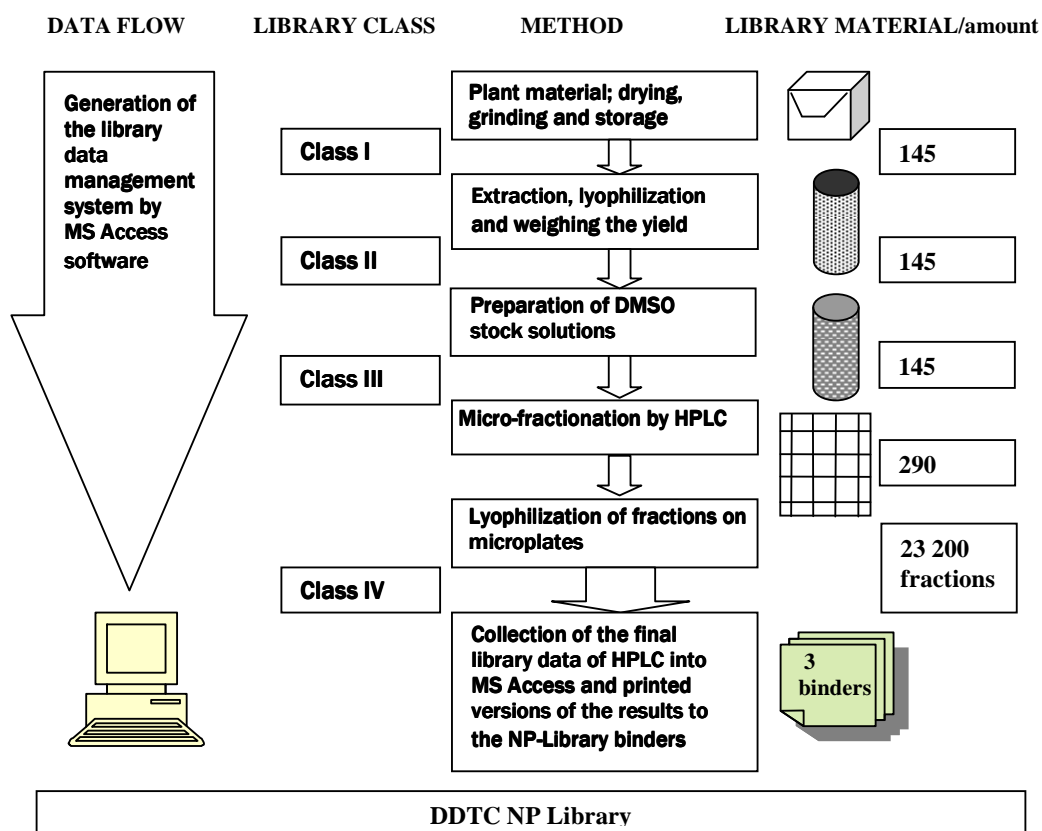 DATA FLOW
LIBRARY CLASS
METHOD
LIBRARY MATERIAL/amount
Generation of
the library
data
management
system by
MS Access
software
Plant material; drying,
grinding and storage
Class I
145
Extraction, lyophilization
and weighing the yield
Class II
145
Preparation of DMSO
stock solutions
Class III
145
Micro-fractionation by HPLC
290
Lyophilization of fractions on
microplates
23 200
fractions
Class IV
Collection of the final
library data of HPLC into
MS Access and printed
versions of the results to
the NP-Library binders
3
binders
DDTC NP Library